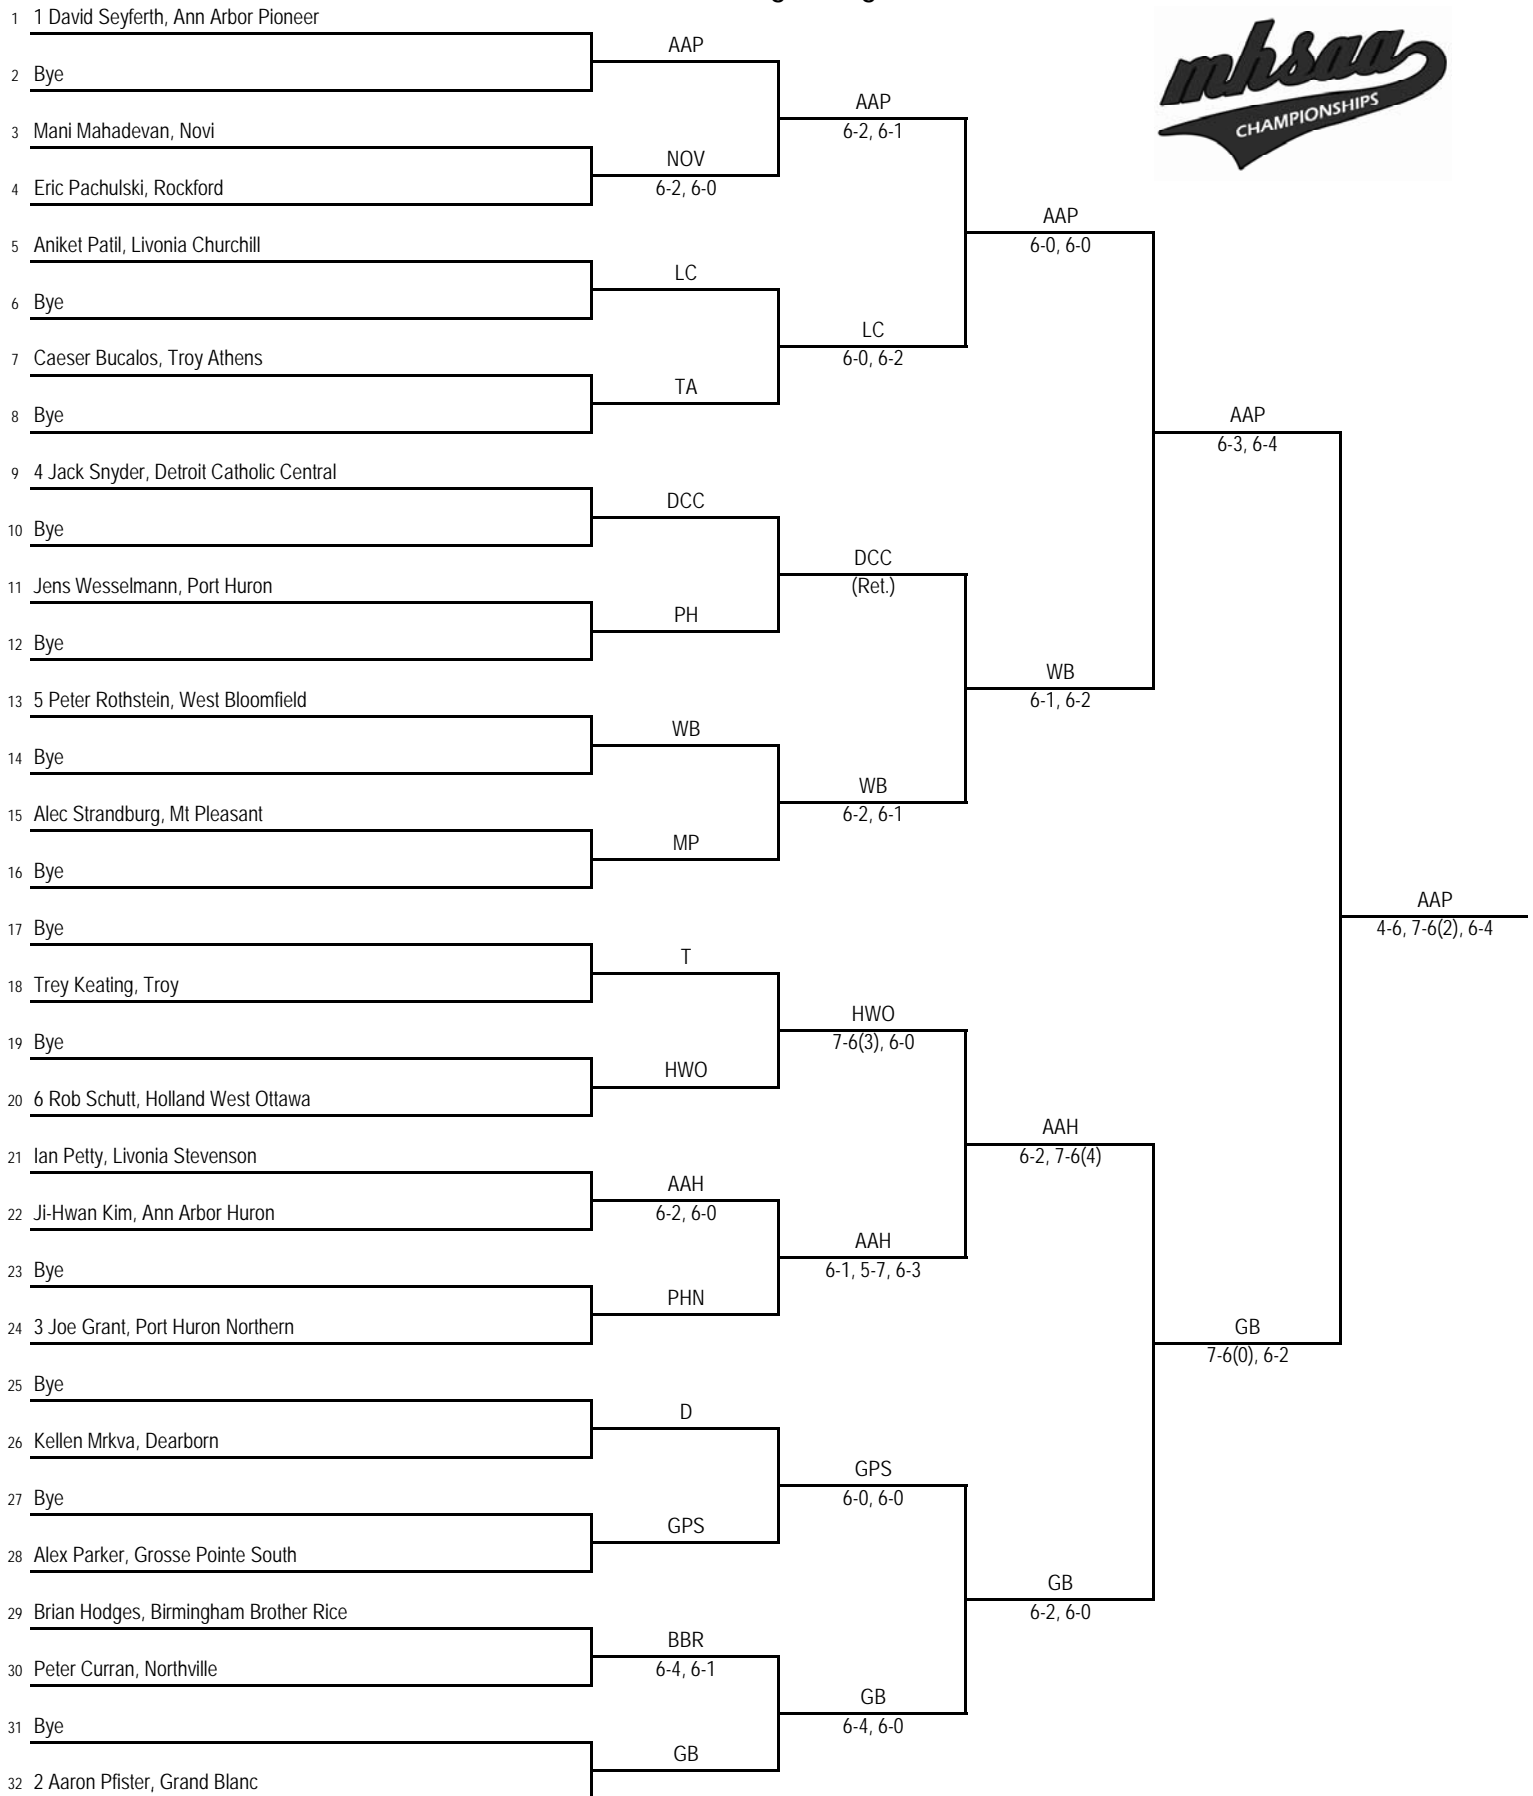 1 1 David Seyferth, Ann Arbor Pioneer
AAP
2 Bye
AAP
6-2, 6-1
3 Mani Mahadevan, Novi
NOV
6-2, 6-0
4 Eric Pachulski, Rockford
AAP
6-0, 6-0
5 Aniket Patil, Livonia Churchill
LC
6 Bye
LC
6-0, 6-2
7 Caeser Bucalos, Troy Athens
TA
8 Bye
AAP
6-3, 6-4
9 4 Jack Snyder, Detroit Catholic Central
DCC
10 Bye
DCC
(Ret.)
11 Jens Wesselmann, Port Huron
PH
12 Bye
WB
6-1, 6-2
13 5 Peter Rothstein, West Bloomfield
WB
14 Bye
WB
6-2, 6-1
15 Alec Strandburg, Mt Pleasant
MP
16 Bye
AAP
4-6, 7-6(2), 6-4
17 Bye
T
18 Trey Keating, Troy
HWO
7-6(3), 6-0
19 Bye
HWO
20 6 Rob Schutt, Holland West Ottawa
AAH
6-2, 7-6(4)
21 Ian Petty, Livonia Stevenson
AAH
6-2, 6-0
22 Ji-Hwan Kim, Ann Arbor Huron
AAH
6-1, 5-7, 6-3
23 Bye
PHN
24 3 Joe Grant, Port Huron Northern
GB
7-6(0), 6-2
25 Bye
D
26 Kellen Mrkva, Dearborn
GPS
6-0, 6-0
27 Bye
GPS
28 Alex Parker, Grosse Pointe South
GB
6-2, 6-0
29 Brian Hodges, Birmingham Brother Rice
BBR
6-4, 6-1
30 Peter Curran, Northville
GB
6-4, 6-0
31 Bye
GB
32 2 Aaron Pfister, Grand Blanc
mhsaa
CHAMPIONSHIPS